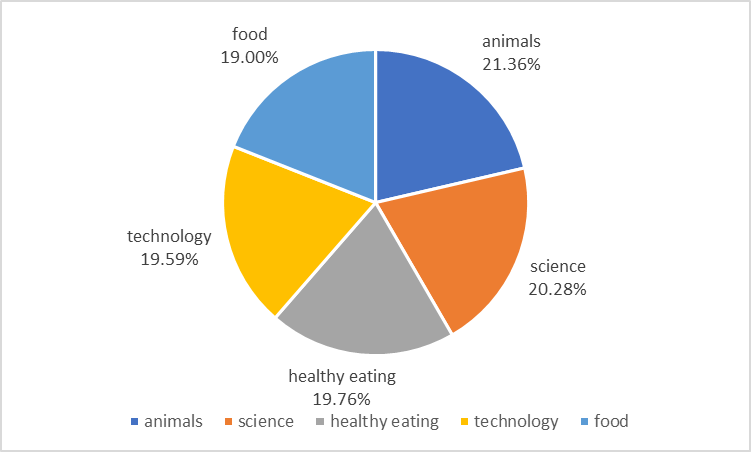 food
19.00%
animals
21.36%
technology
19.59%
science
20.28%
healthy eating
19.76%
animals science healthy eating technology food